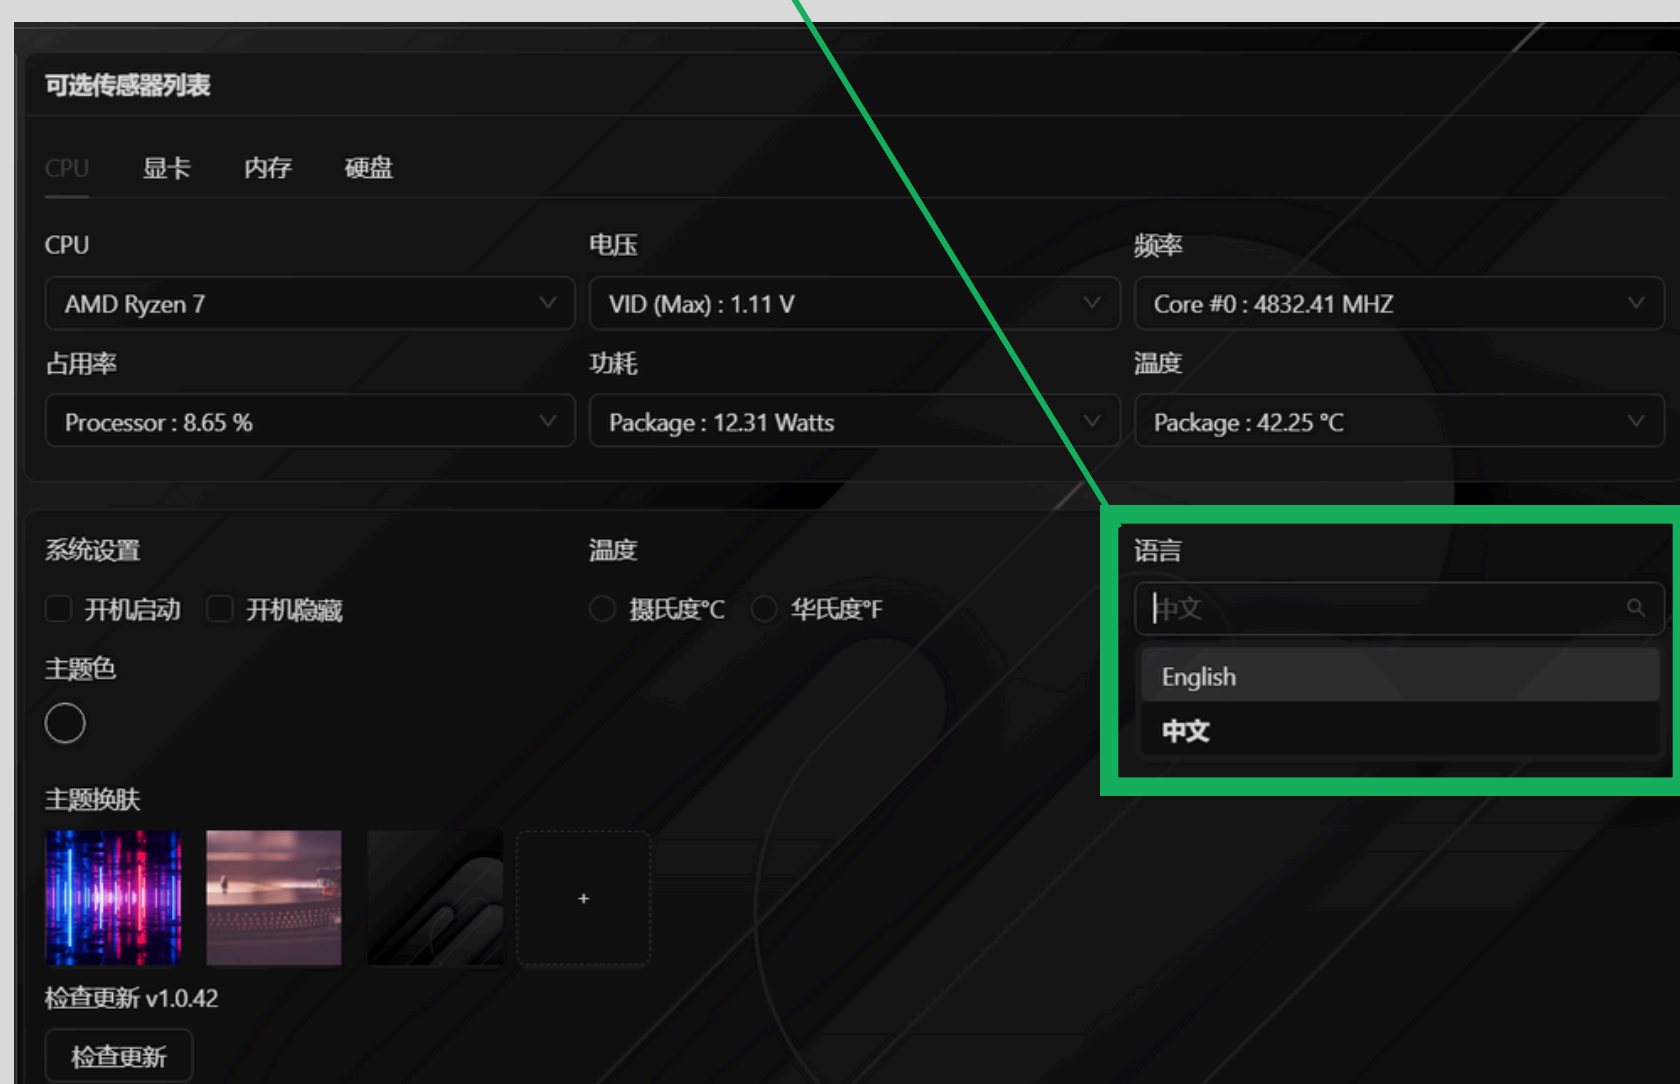 可选传感器列表
CPU 显卡 内存 硬盘
CPU 电压 频率
AMD Ryzen 7 VID (Max) : 1.11 V Core #0 : 4832.41 MHZ
占用率 功耗 温度
Processor : 8.65 % Package : 12.31 Watts Package : 42.25 °C
系统设置 温度 语言
开机启动 开机隐藏 摄氏度°C 华氏度°F 中文
English
主题色
中文
主题换肤
+
检查更新 v1.0.42
检查更新